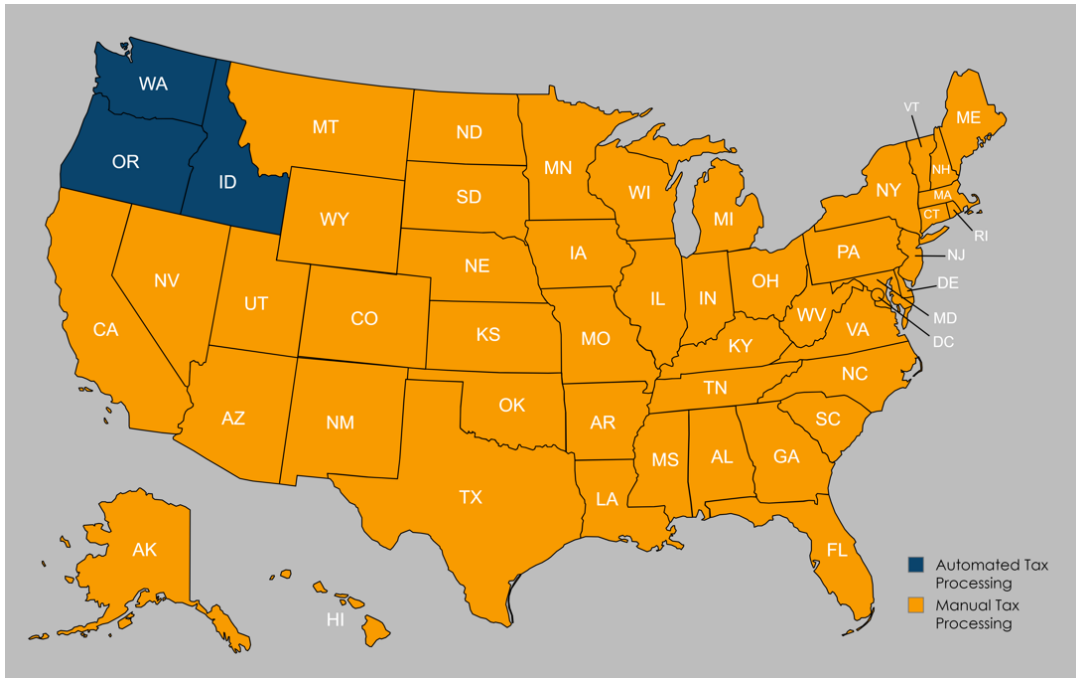 WA
MT
ND
MN
VT
ME
OR
ID
SD
WI
MI
NY
NH
MA
CT
RI
WY
IA
PA
NJ
NE
NV
UT
CO
IL
IN
OH
DE
CA
KS
MO
WV
VA
MD
KY
DC
NC
TN
AZ
NM
OK
AR
SC
MS
AL
GA
TX
LA
AK
FL
HI
Automated Tax
Processing
Manual Tax
Processing